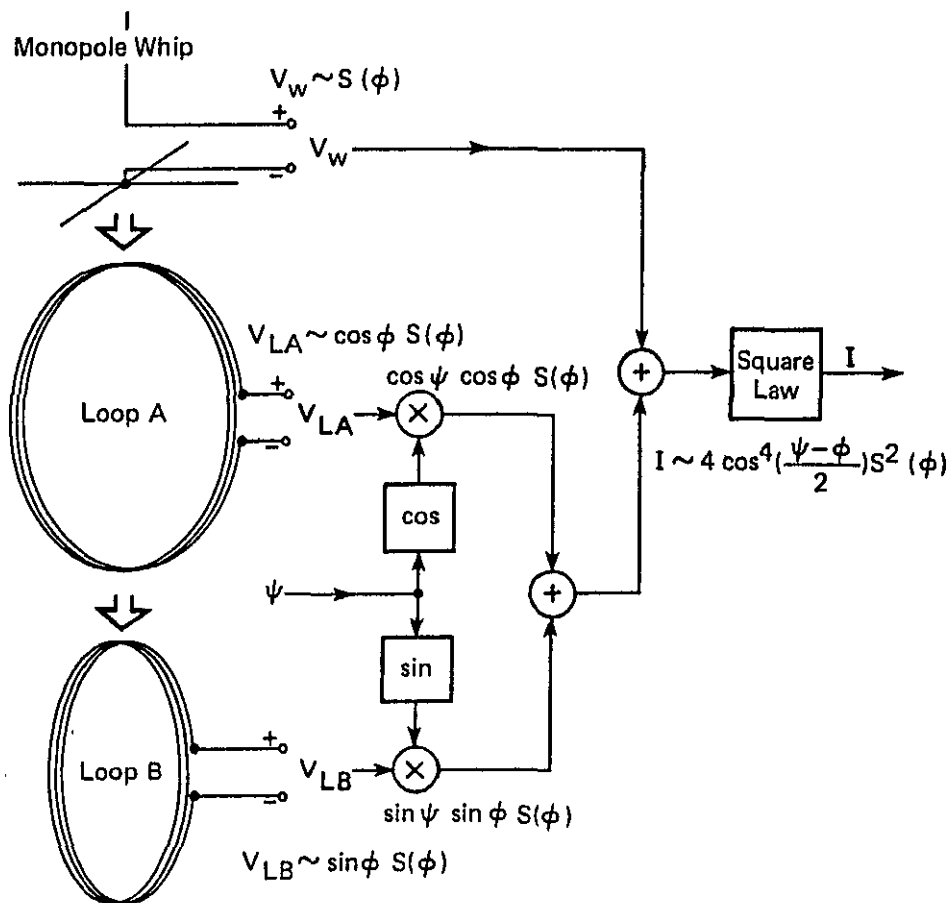 I
Monopole Whip
V_w ~ S (ϕ)
+
V_w
−
V_LA ~ cos ϕ S(ϕ)
cos ψ cos ϕ S(ϕ)
+
Loop A
V_LA
×
−
+
Square
Law
I
I ~ 4 cos⁴((ψ−ϕ)/2) S² (ϕ)
cos
ψ
+
sin
+
Loop B
V_LB
×
−
sin ψ sin ϕ S(ϕ)
V_LB ~ sin ϕ S(ϕ)